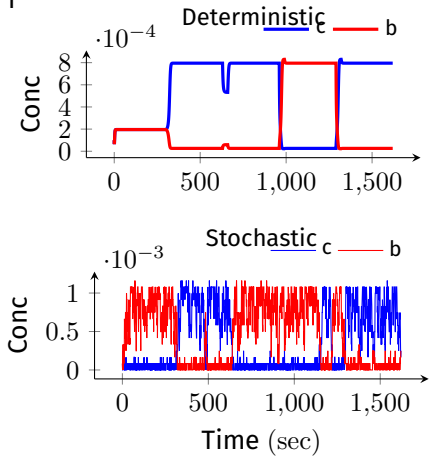 Deterministic
·10⁻⁴
c b
8
6
4
2
0
Conc
0 500 1,000 1,500
Stochastic
·10⁻³
c b
1
0.5
0
Conc
0 500 1,000 1,500
Time (sec)